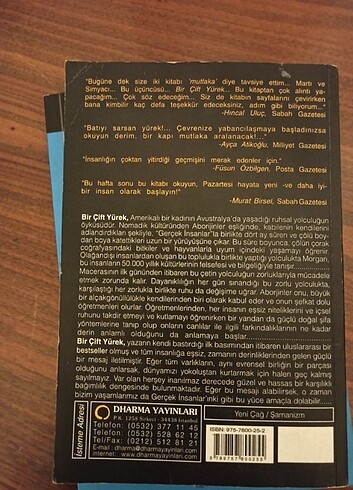 "Bugüne dek size iki kitabı 'mutlaka' diye tavsiye ettim... Martı ve
Simyacı... Bu üçüncüsü... Bir Çift Yürek... Bu kitaptan çok alıntı ya-
pacağım... Çok söz edeceğim... Siz de kitabın sayfalarını çevirirken
bana kimbilir kaç defa teşekkür edeceksiniz, adım gibi biliyorum..."
-Hıncal Uluç, Sabah Gazetesi
"Batıyı sarsan yürek!... Çevrenize yabancılaşmaya başladınızsa
okuyun derim, bir kapı mutlaka aralanacak!..."
-Ayça Atikoğlu, Milliyet Gazetesi
"İnsanlığın çoktan yitirdiği geçmişini merak edenler için."
-Füsun Özbilgen, Posta Gazetesi
"Bu hafta sonu bu kitabı okuyun, Pazartesi hayata yeni -ve daha iyi-
bir insan olarak başlayın!"
-Murat Birsel, Sabah Gazetesi
Bir Çift Yürek, Amerikalı bir kadının Avustralya'da yaşadığı ruhsal yolculuğun
öyküsüdür. Nomadik kültüründen Aborijinler eşliğinde, kabilenin kendilerini
adlandırdıkları şekliyle, "Gerçek İnsanlar"la birlikte dört ay süren ve çölü boy-
dan boya katettikleri uzun bir yürüyüşüne çıkar. Bu süre boyunca, çölün çorak
coğrafyasındaki bitkiler ve hayvanlarla uyum içindeki yaşamayı öğrenir.
Olağandışı insanlardan oluşan bu toplulukla birlikte yaptığı yolculukta Morgan,
bu insanların 50.000 yıllık kültürlerinin felsefesi ve bilgeliğiyle tanışır.
Macerasının ilk gününden itibaren bu çetin yolculuğun zorluklarıyla mücadele
etmek zorunda kalır. Dayanıklılığın her gün sınandığı bu zorlu yolculukta,
karşılaştığı her zorlukla birlikte ruhu da değişime uğrar. Aborijinler onu, büyük
bir alçakgönüllülükle kendilerinden biri olarak kabul eder ve onun şefkat dolu
öğretmenleri olurlar. Öğretmenlerinden, her insanın eşsiz niteliklerini ve içsel
ruhunu takdir etmeyi ve kutlamayı öğrenirken bir yandan da güçlü doğal şifa
yöntemlerine tanıp olup onların canlılar ile ilgili farkındalıklarının ne kadar
derin anlamlı olduğunu da anlamaya başlar.
Bir Çift Yürek, yazarın kendi bastırdığı ilk basımından itibaren uluslararası bir
bestseller olmuş ve tüm insanlığa eşsiz, zamanın derinliklerinden gelen güçlü
bir mesaj iletmiştir. Eğer tüm varlıkların, aynı evrensel birliğin bir parçası
olduğunu anlarsak, dünyamızı yokoluştan kurtarmak için halen geç kalmış
sayılmayız. Var olan herşey inanılmaz derecede güzel ve hassas bir karşılıklı
bağımlılık dengesinde bulunmaktadır. Eğer bu mesajı alabilirsek, o zaman
bizim yaşamlarımız da Gerçek İnsanlar'ınki gibi bu yüce amaçla dolabilir.
İsteme Adresi
DHARMA YAYINLARI
P.K. 1258 Sirkeci - 34438 İstanbul
Telefon: (0532) 377 11 45
Telefon: (0532) 528 62 12
Tel/Fax: (0212) 512 81 21
E-mail: dharma@dharmayayinlari.com
internet: www.dharmayayinlari.com
Yeni Çağ / Şamanizm
ISBN: 975-7800-25-2
9 789757 800255